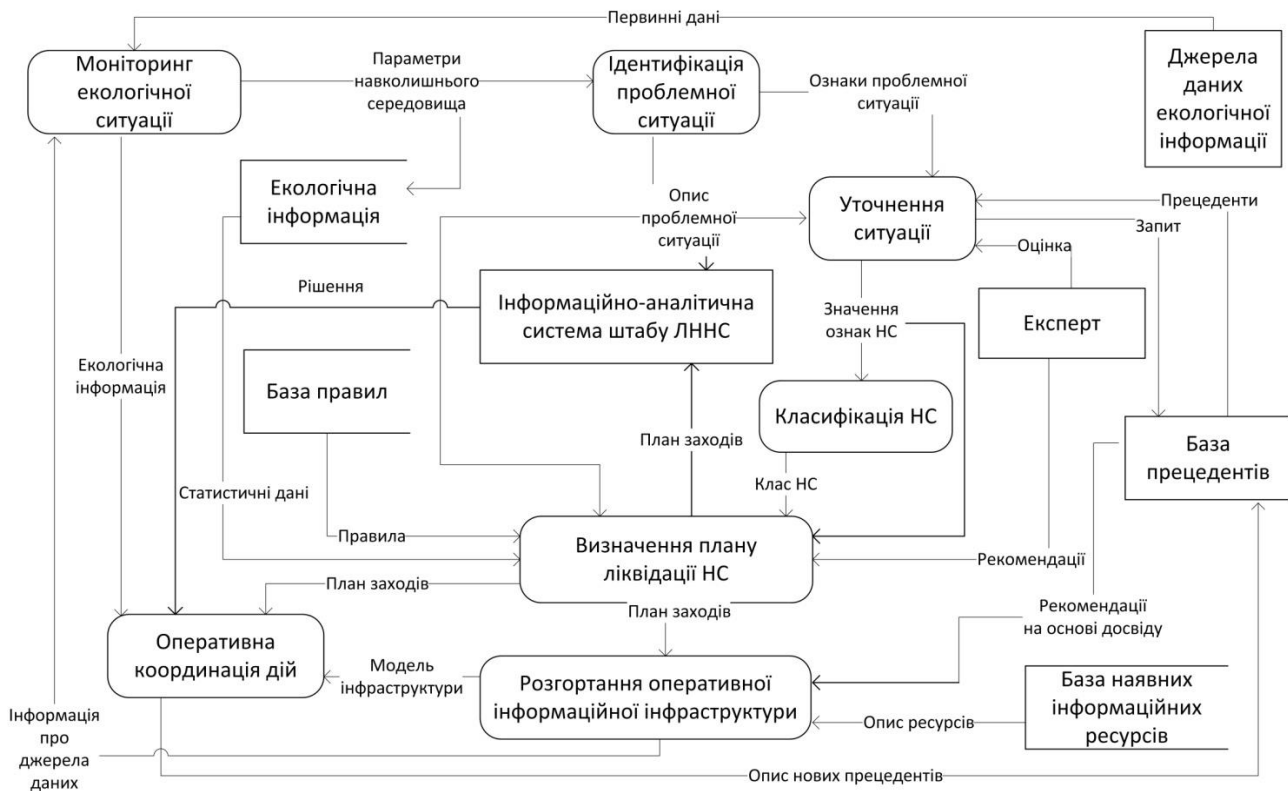 Первинні дані
Моніторинг
екологічної
ситуації
Параметри
навколишнього
середовища
Ідентифікація
проблемної
ситуації
Ознаки проблемної
ситуації
Джерела
даних
екологічної
інформації
Екологічна
інформація
Опис
проблемної
ситуації
Уточнення
ситуації
Прецеденти
Запит
Оцінка
Рішення
Інформаційно-аналітична
система штабу ЛННС
Значення
ознак НС
Експерт
Екологічна
інформація
База правил
План заходів
Класифікація НС
База
прецедентів
Клас НС
Статистичні дані
Правила
Визначення плану
ліквідації НС
Рекомендації
План заходів
План заходів
Рекомендації
на основі досвіду
Оперативна
координація дій
Модель
інфраструктури
Розгортання оперативної
інформаційної інфраструктури
Опис ресурсів
База наявних
інформаційних
ресурсів
Інформація
про
джерела
даних
Опис нових прецедентів